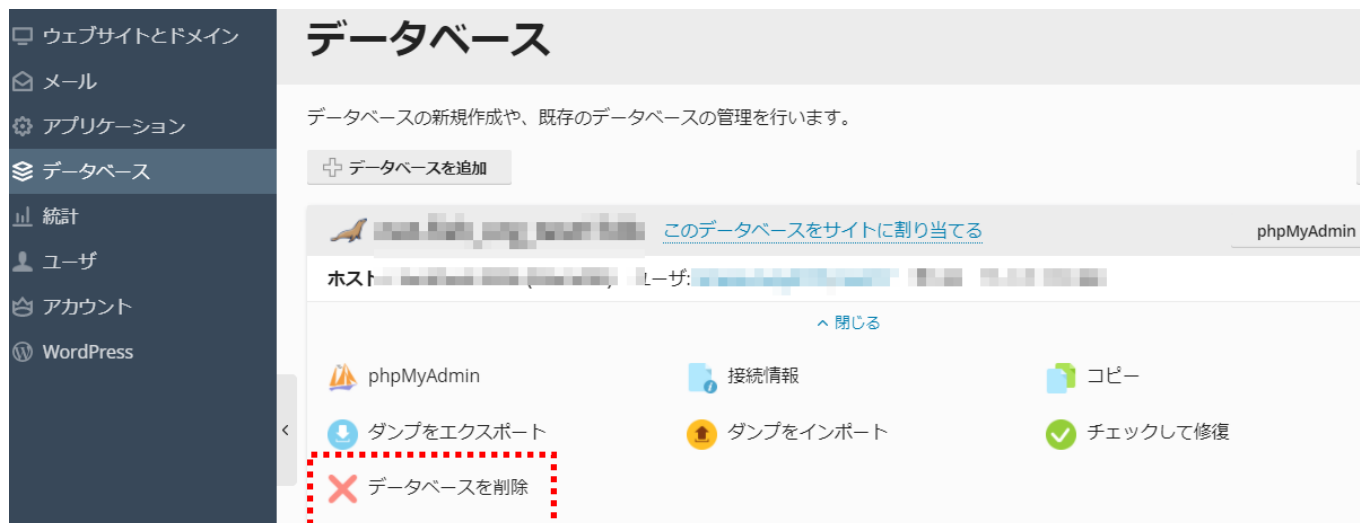 ウェブサイトとドメイン
メール
アプリケーション
データベース
統計
ユーザ
アカウント
WordPress
データベース
データベースの新規作成や、既存のデータベースの管理を行います。
データベースを追加
このデータベースをサイトに割り当てる
phpMyAdmin
ホスト ユーザ:
閉じる
phpMyAdmin 接続情報 コピー
ダンプをエクスポート ダンプをインポート チェックして修復
データベースを削除